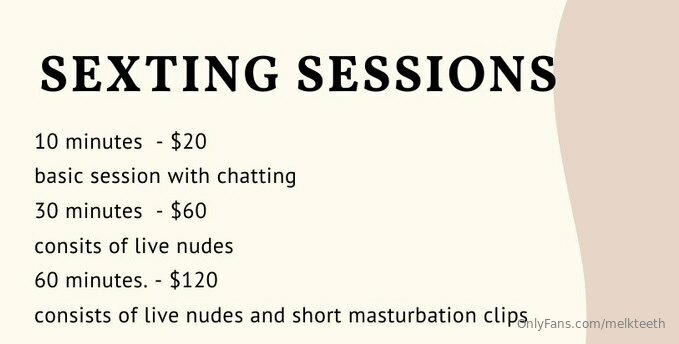 SEXTING SESSIONS
10 minutes - $20
basic session with chatting
30 minutes - $60
consits of live nudes
60 minutes. - $120
consists of live nudes and short masturbation clips
OnlyFans.com/melkteeth